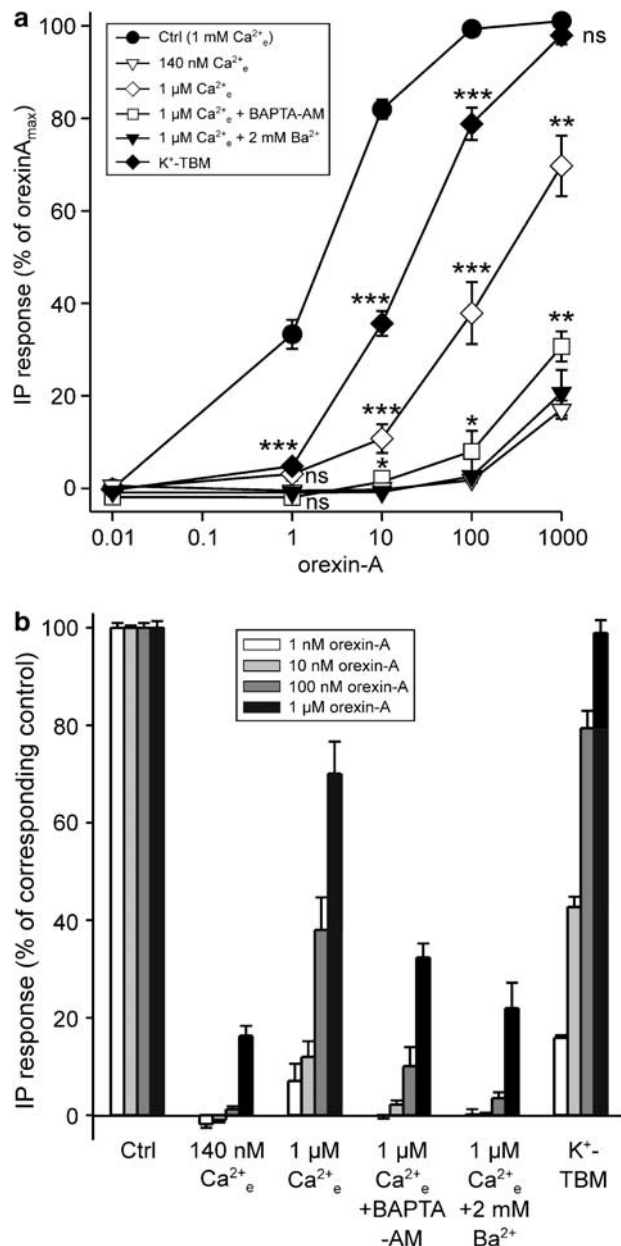 a
IP response (% of orexinA_max)
100
80
60
40
20
0
Ctrl (1 mM Ca²⁺ₑ)
140 nM Ca²⁺ₑ
1 µM Ca²⁺ₑ
1 µM Ca²⁺ₑ + BAPTA-AM
1 µM Ca²⁺ₑ + 2 mM Ba²⁺
K⁺-TBM
ns
***
**
***
***
***
**
***
*
*
ns
ns
0.01 0.1 1 10 100 1000
orexin-A
b
IP response (% of corresponding control)
100
80
60
40
20
0
1 nM orexin-A
10 nM orexin-A
100 nM orexin-A
1 µM orexin-A
Ctrl
140 nM
Ca²⁺ₑ
1 µM
Ca²⁺ₑ
1 µM
Ca²⁺ₑ
+BAPTA
-AM
1 µM
Ca²⁺ₑ
+2 mM
Ba²⁺
K⁺-
TBM